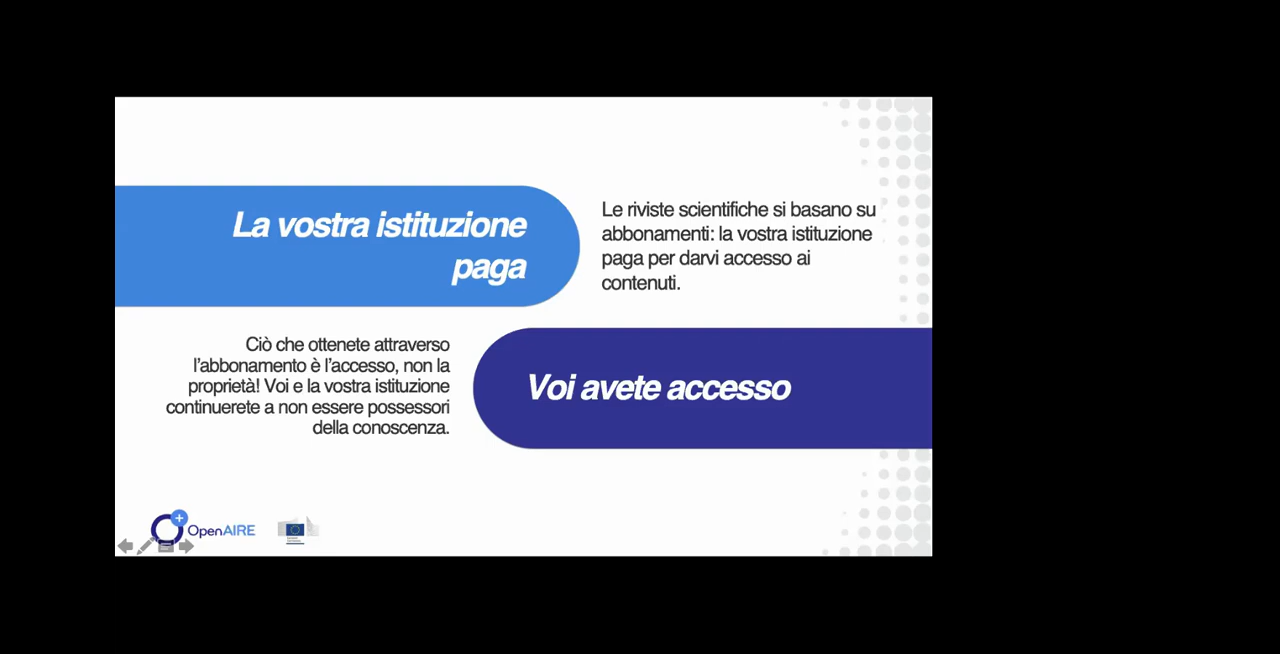 La vostra istituzione
paga
Le riviste scientifiche si basano su
abbonamenti: la vostra istituzione
paga per darvi accesso ai
contenuti.
Ciò che ottenete attraverso
l'abbonamento è l'accesso, non la
proprietà! Voi e la vostra istituzione
continuerete a non essere possessori
della conoscenza.
Voi avete accesso
OpenAIRE